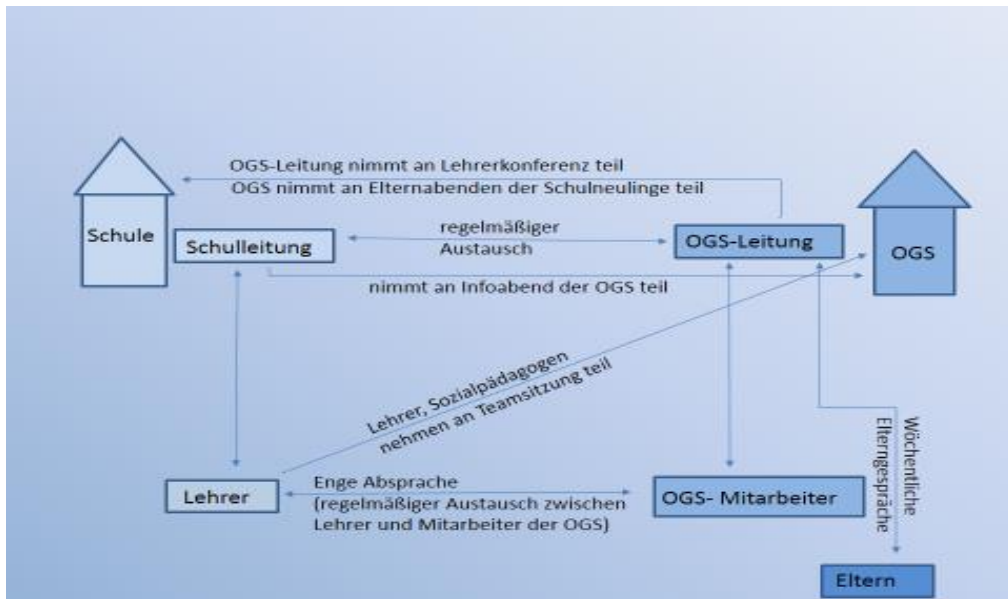 OGS-Leitung nimmt an Lehrerkonferenz teil
OGS nimmt an Elternabenden der Schulneulinge teil
Schule
Schulleitung
regelmäßiger
Austausch
OGS-Leitung
OGS
nimmt an Infoabend der OGS teil
Lehrer, Sozialpädagogen
nehmen an Teamsitzung teil
Wöchentliche
Elterngespräche
Lehrer
Enge Absprache
(regelmäßiger Austausch zwischen
Lehrer und Mitarbeiter der OGS)
OGS- Mitarbeiter
Eltern